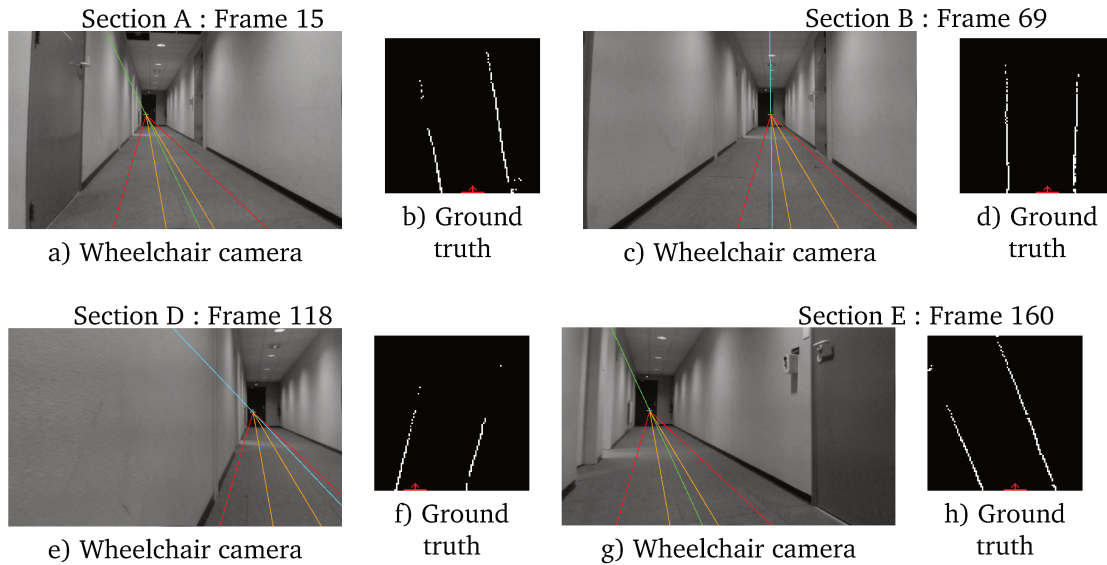 Section A : Frame 15
Section B : Frame 69
a) Wheelchair camera
b) Ground
truth
c) Wheelchair camera
d) Ground
truth
Section D : Frame 118
Section E : Frame 160
e) Wheelchair camera
f) Ground
truth
g) Wheelchair camera
h) Ground
truth